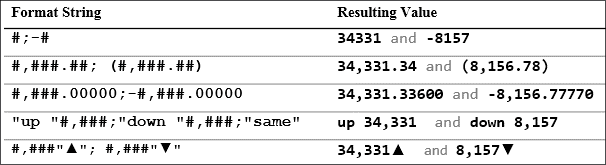 Format String Resulting Value
#;-# 34331 and -8157
#,###.##; (#,###.##) 34,331.34 and (8,156.78)
#,###.00000;-#,###.00000 34,331.33600 and -8,156.77770
"up "#,###;"down "#,###;"same" up 34,331 and down 8,157
#,###"▲"; #,###"▼" 34,331▲ and 8,157▼